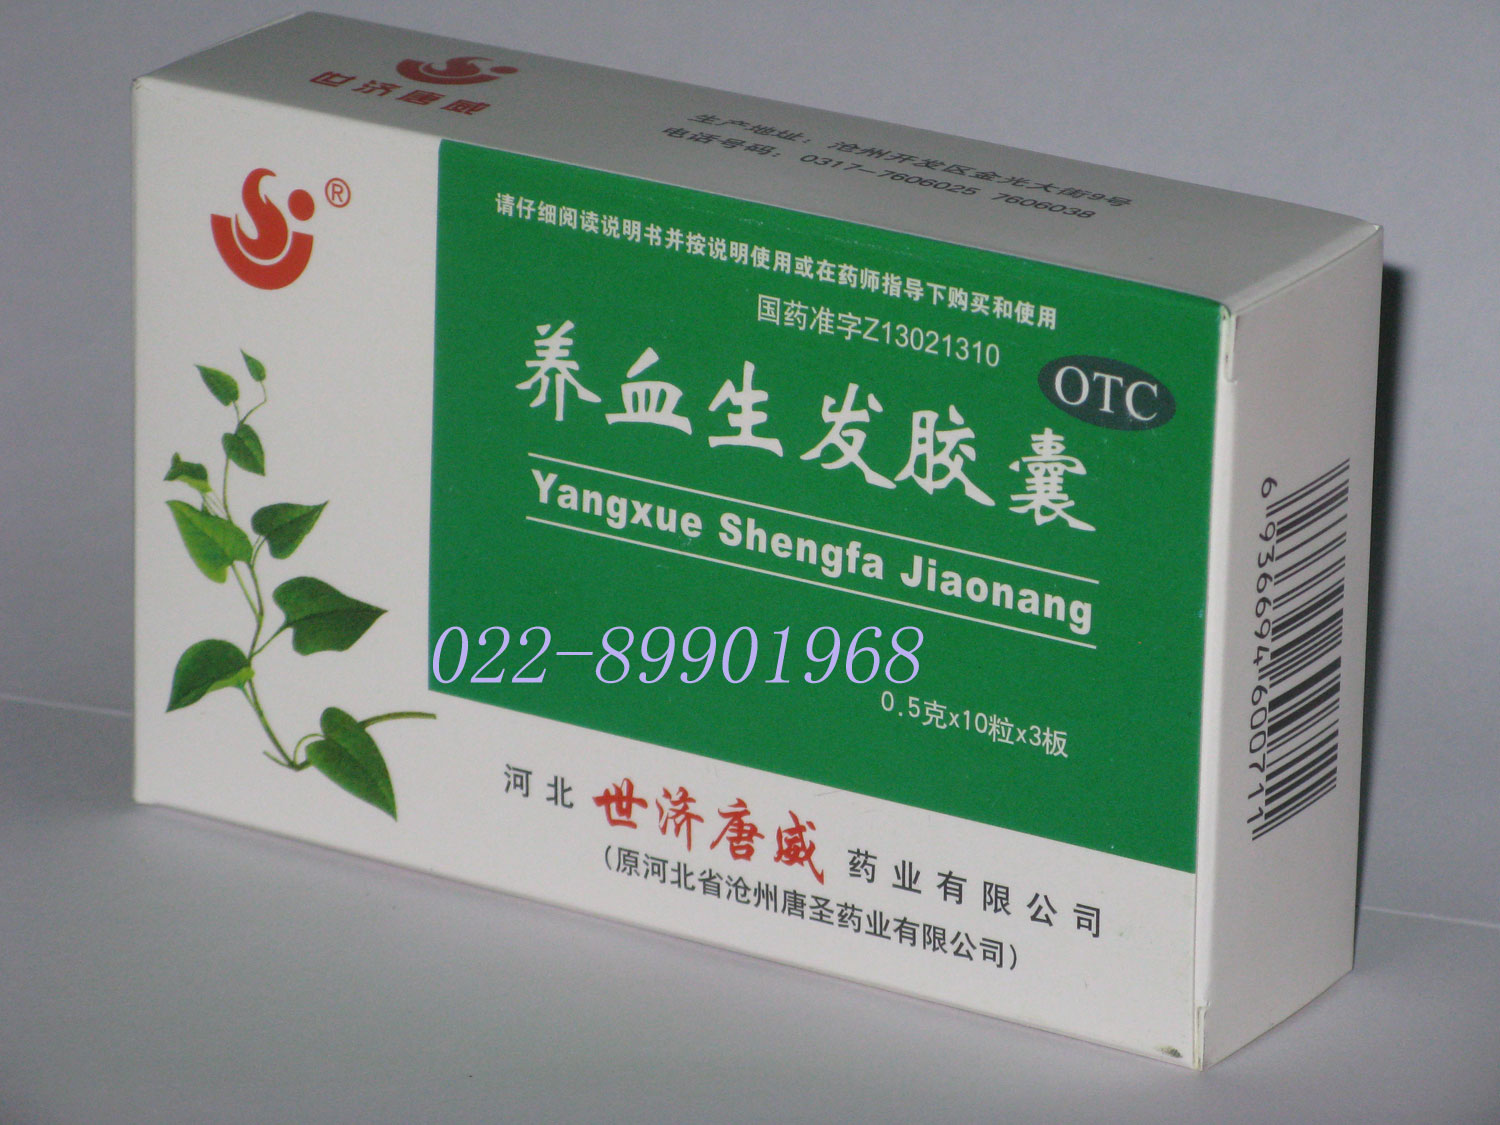 世济唐威
生产地址：沧州开发区金光大街9号
电话号码：0317-7606025 7606038
®
请仔细阅读说明书并按说明使用或在药师指导下购买和使用
国药准字Z13021310
OTC
养血生发胶囊
Yangxue Shengfa Jiaonang
022-89901968
0.5克x10粒x3板
河北世济唐威药业有限公司
（原河北省沧州唐圣药业有限公司）
6 936694 600711